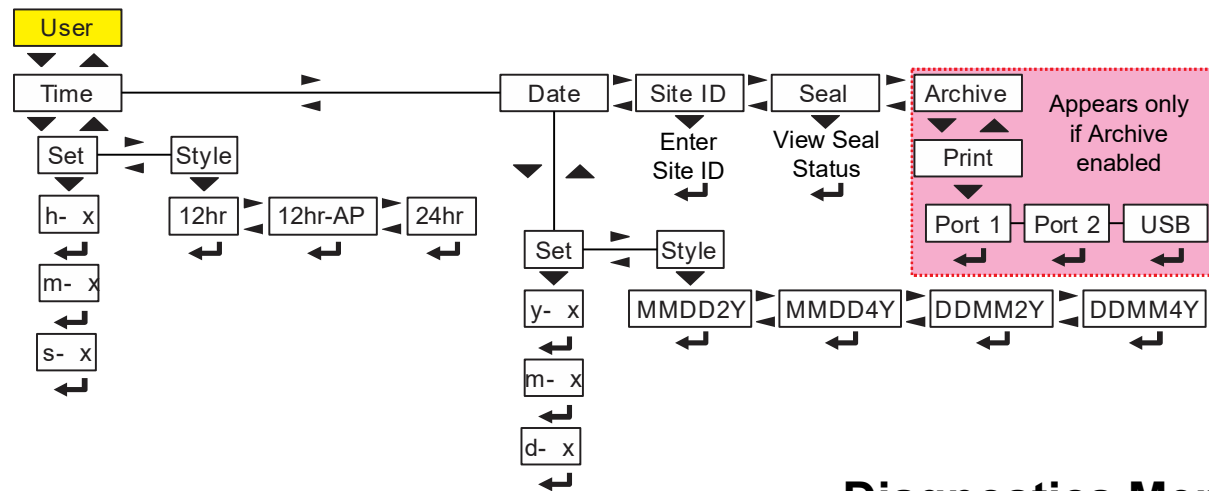 User
Time
Date
Site ID
Seal
Archive
Appears only
if Archive
enabled
Enter
Site ID
View Seal
Status
Print
Set
Style
h- x
m- x
s- x
12hr
12hr-AP
24hr
Port 1
Port 2
USB
Set
Style
y- x
m- x
d- x
MMDD2Y
MMDD4Y
DDMM2Y
DDMM4Y